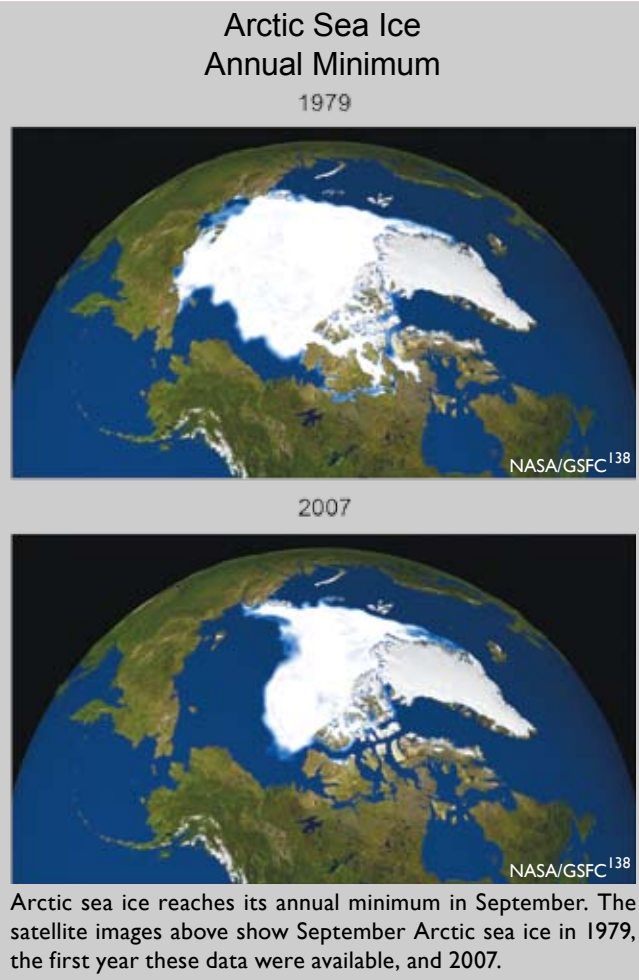 Arctic Sea Ice
Annual Minimum
1979
NASA/GSFC138
2007
NASA/GSFC138
Arctic sea ice reaches its annual minimum in September. The
satellite images above show September Arctic sea ice in 1979,
the first year these data were available, and 2007.